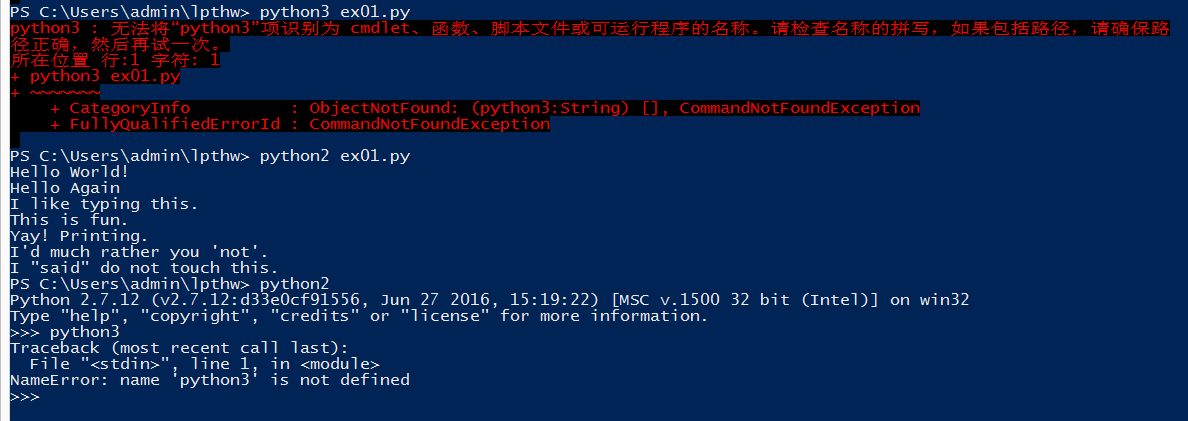 PS C:\Users\admin\lpthw> python3 ex01.py
python3 : 无法将“python3”项识别为 cmdlet、函数、脚本文件或可运行程序的名称。请检查名称的拼写，如果包括路径，请确保路
径正确，然后再试一次。
所在位置 行:1 字符: 1
+ python3 ex01.py
+ ~~~~~~~
    + CategoryInfo          : ObjectNotFound: (python3:String) [], CommandNotFoundException
    + FullyQualifiedErrorId : CommandNotFoundException
PS C:\Users\admin\lpthw> python2 ex01.py
Hello World!
Hello Again
I like typing this.
This is fun.
Yay! Printing.
I'd much rather you 'not'.
I "said" do not touch this.
PS C:\Users\admin\lpthw> python2
Python 2.7.12 (v2.7.12:d33e0cf91556, Jun 27 2016, 15:19:22) [MSC v.1500 32 bit (Intel)] on win32
Type "help", "copyright", "credits" or "license" for more information.
>>> python3
Traceback (most recent call last):
  File "<stdin>", line 1, in <module>
NameError: name 'python3' is not defined
>>>